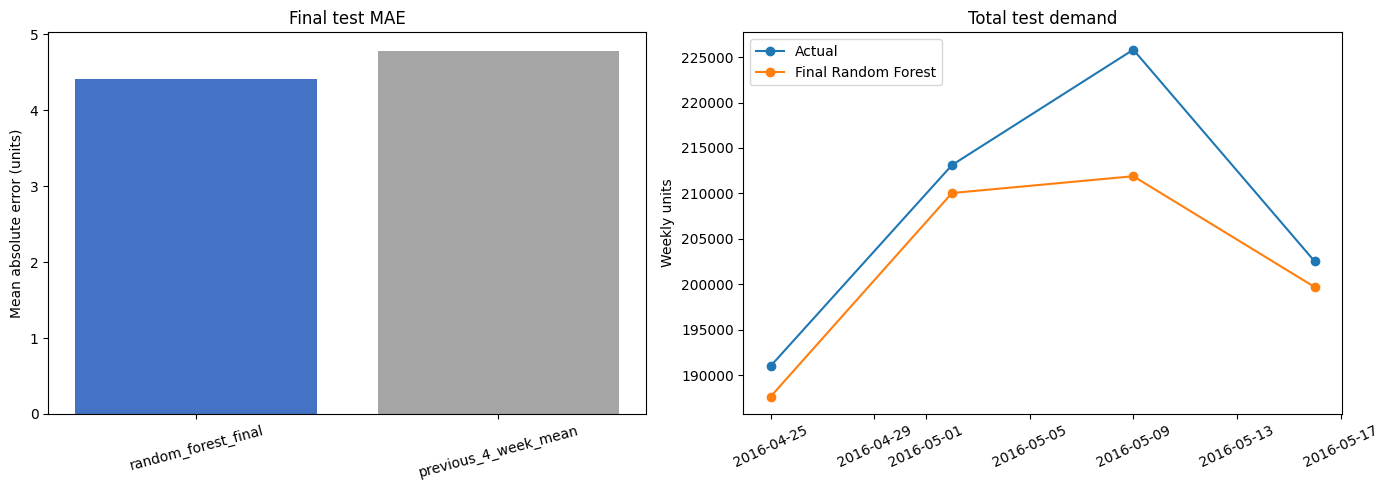 Final test MAE
Mean absolute error (units)
5
4
3
2
1
0
random_forest_final
previous_4_week_mean
Total test demand
Actual
Final Random Forest
Weekly units
225000
220000
215000
210000
205000
200000
195000
190000
2016-04-25
2016-04-29
2016-05-01
2016-05-05
2016-05-09
2016-05-13
2016-05-17